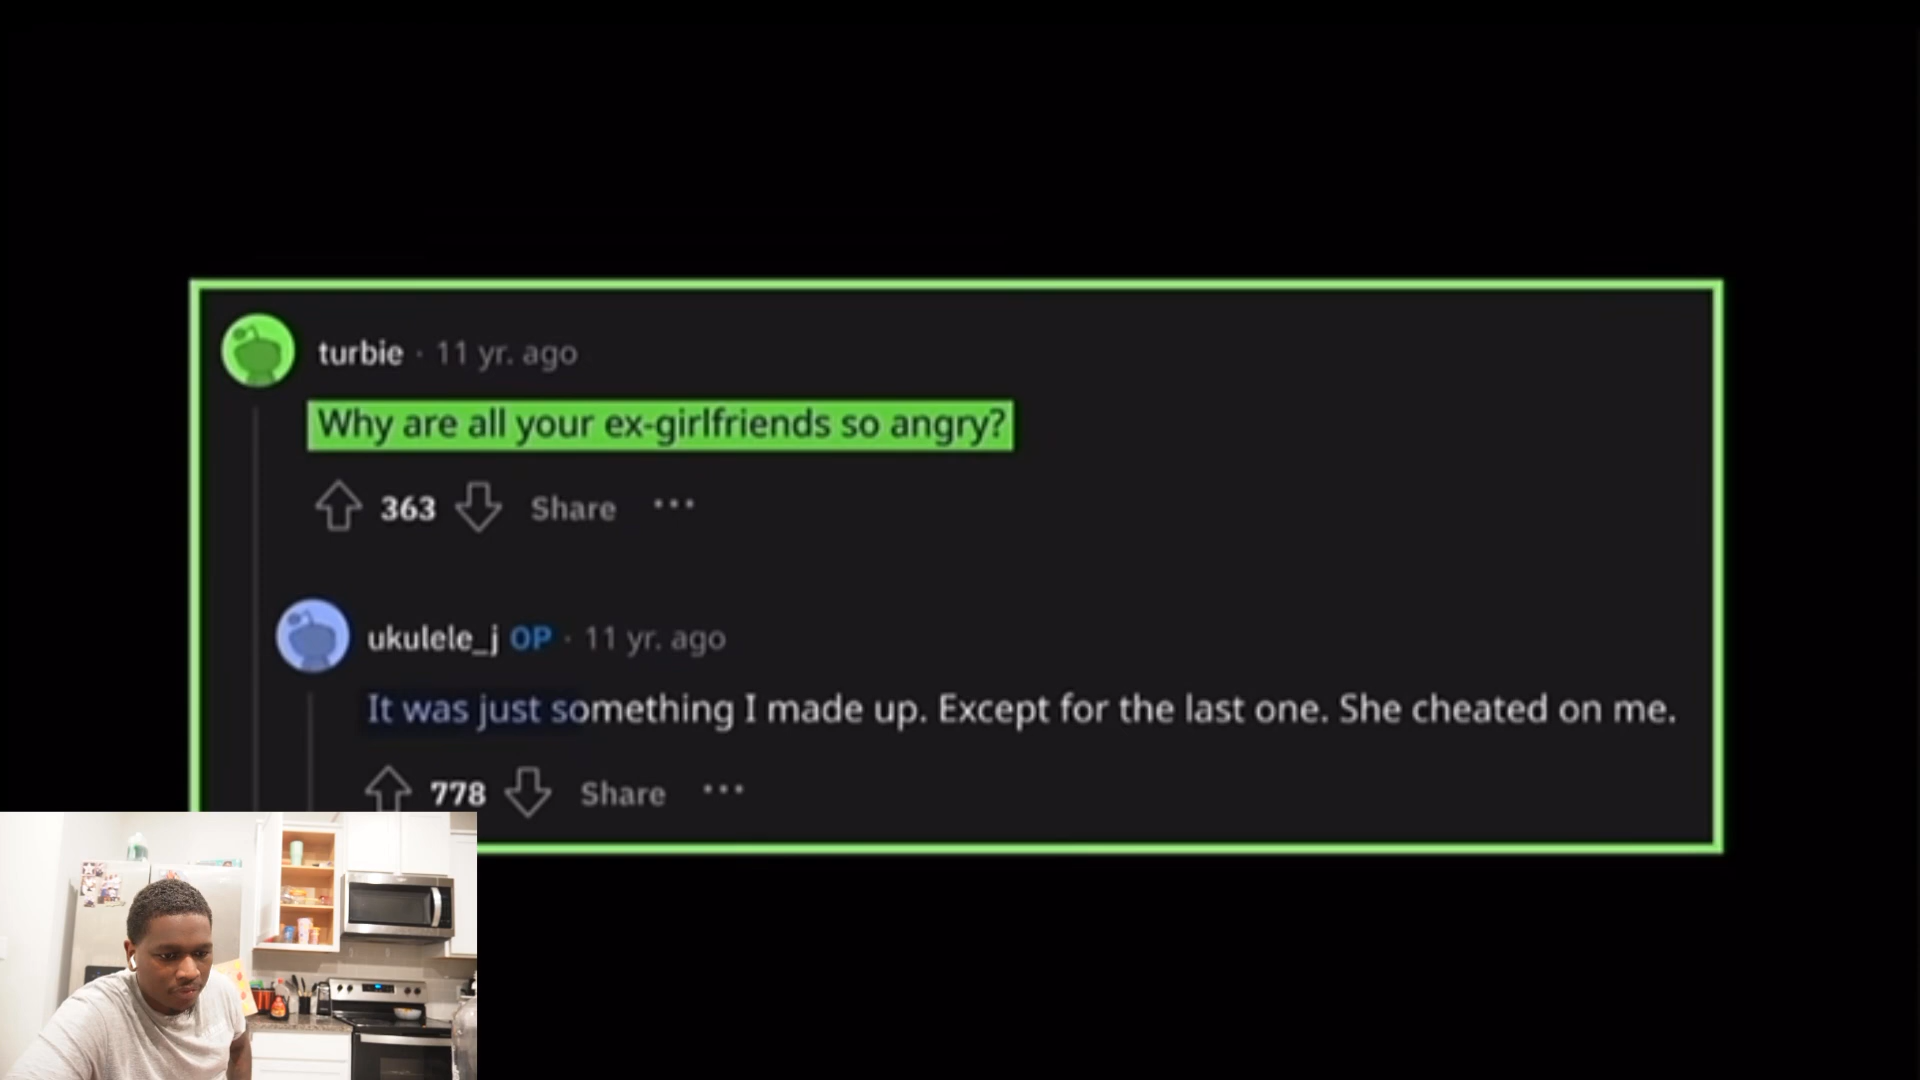 turbie · 11 yr. ago
Why are all your ex-girlfriends so angry?
363 Share ...
ukulele_j OP · 11 yr. ago
It was just something I made up. Except for the last one. She cheated on me.
778 Share ...